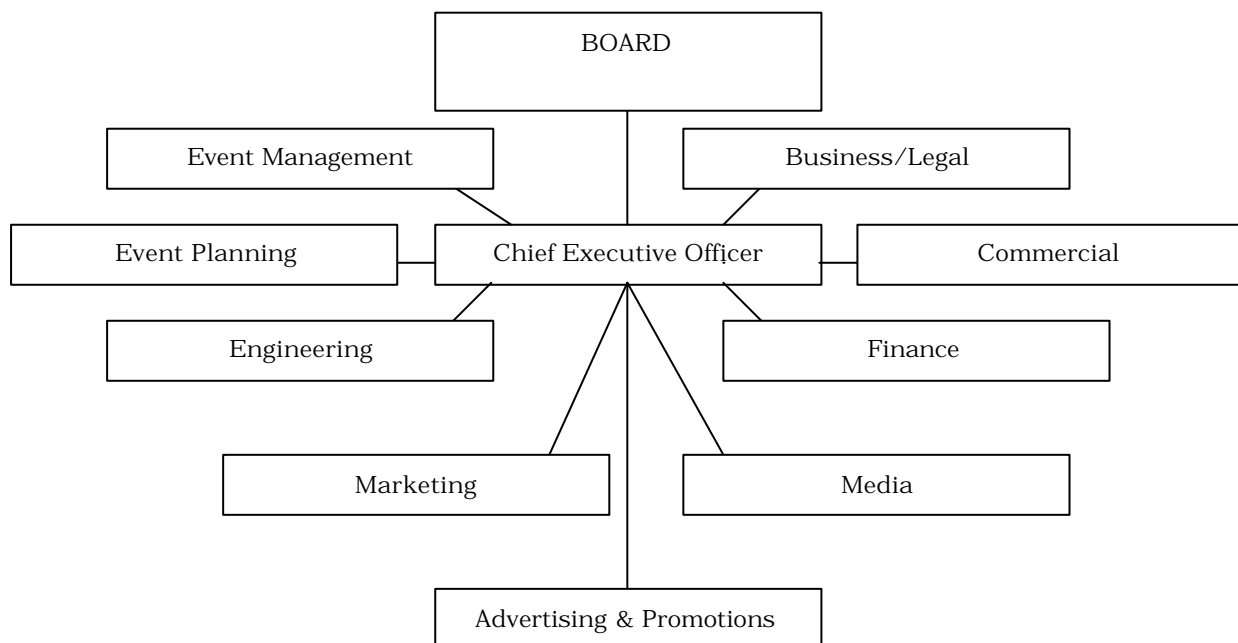 BOARD
Event Management
Business/Legal
Event Planning
Chief Executive Officer
Commercial
Engineering
Finance
Marketing
Media
Advertising & Promotions